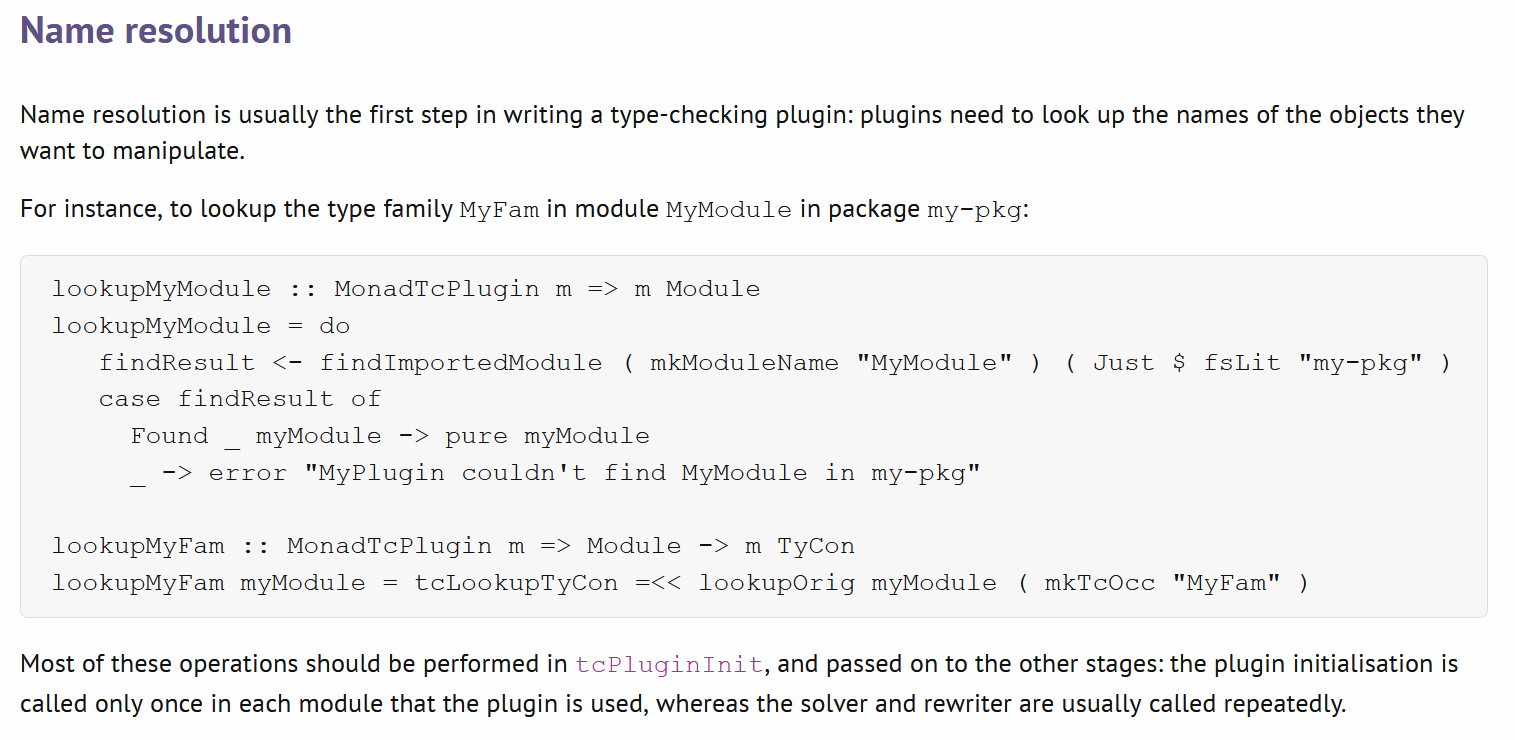 Name resolution
Name resolution is usually the first step in writing a type-checking plugin: plugins need to look up the names of the objects they
want to manipulate.
For instance, to lookup the type family MyFam in module MyModule in package my-pkg:
lookupMyModule :: MonadTcPlugin m => m Module
lookupMyModule = do
   findResult <- findImportedModule ( mkModuleName "MyModule" ) ( Just $ fsLit "my-pkg" )
   case findResult of
     Found _ myModule -> pure myModule
     _ -> error "MyPlugin couldn't find MyModule in my-pkg"

lookupMyFam :: MonadTcPlugin m => Module -> m TyCon
lookupMyFam myModule = tcLookupTyCon =<< lookupOrig myModule ( mkTcOcc "MyFam" )
Most of these operations should be performed in tcPluginInit, and passed on to the other stages: the plugin initialisation is
called only once in each module that the plugin is used, whereas the solver and rewriter are usually called repeatedly.